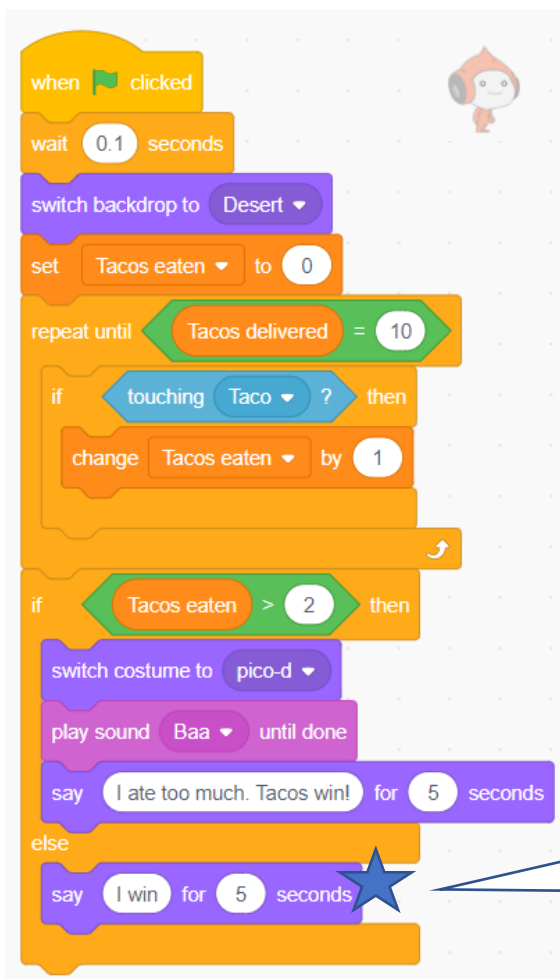 when clicked
wait 0.1 seconds
switch backdrop to Desert
set Tacos eaten to 0
repeat until Tacos delivered = 10
if touching Taco ? then
change Tacos eaten by 1
if Tacos eaten > 2 then
switch costume to pico-d
play sound Baa until done
say I ate too much. Tacos win! for 5 seconds
else
say I win for 5 seconds